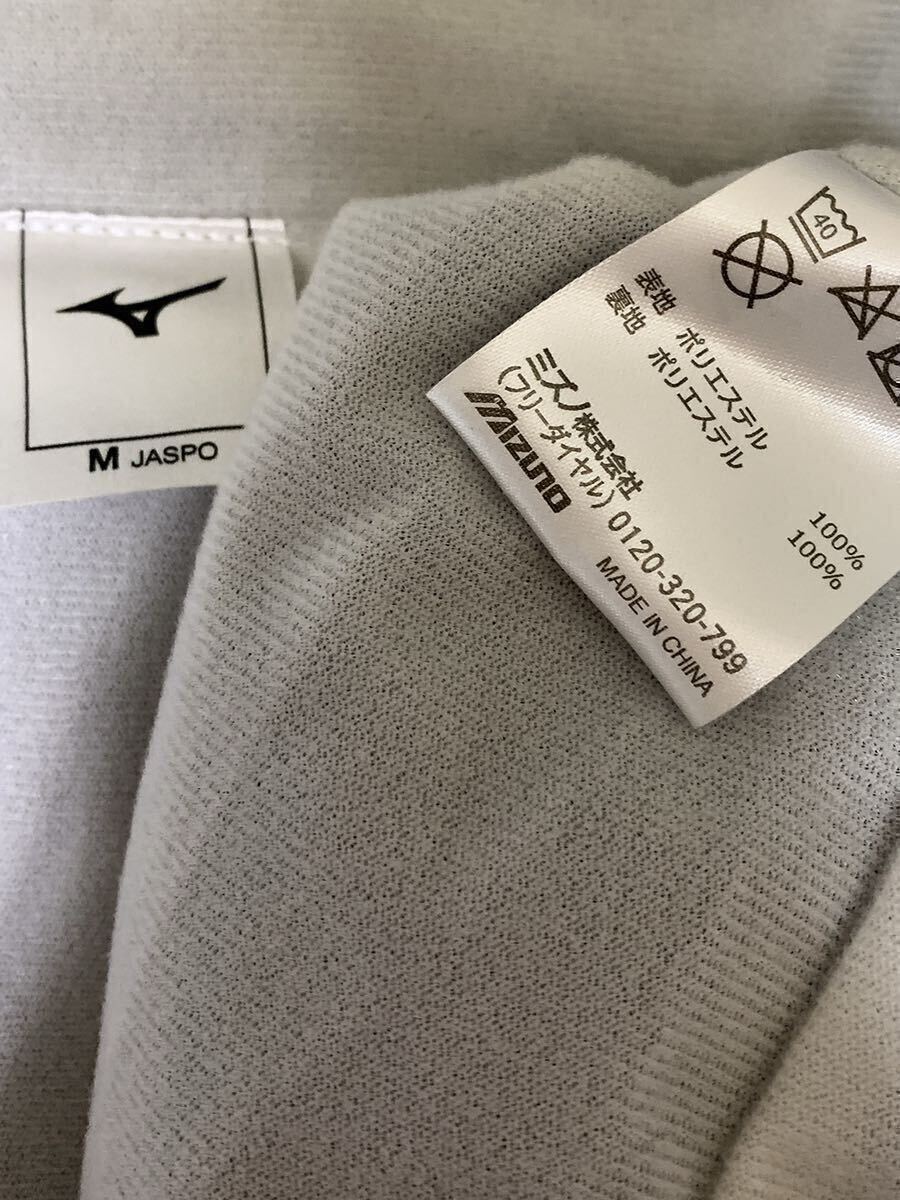 M JASPO
40
表地 ポリエステル 100%
裏地 ポリエステル 100%
ミズノ株式会社
(フリーダイヤル) 0120-320-799
Mizuno
MADE IN CHINA